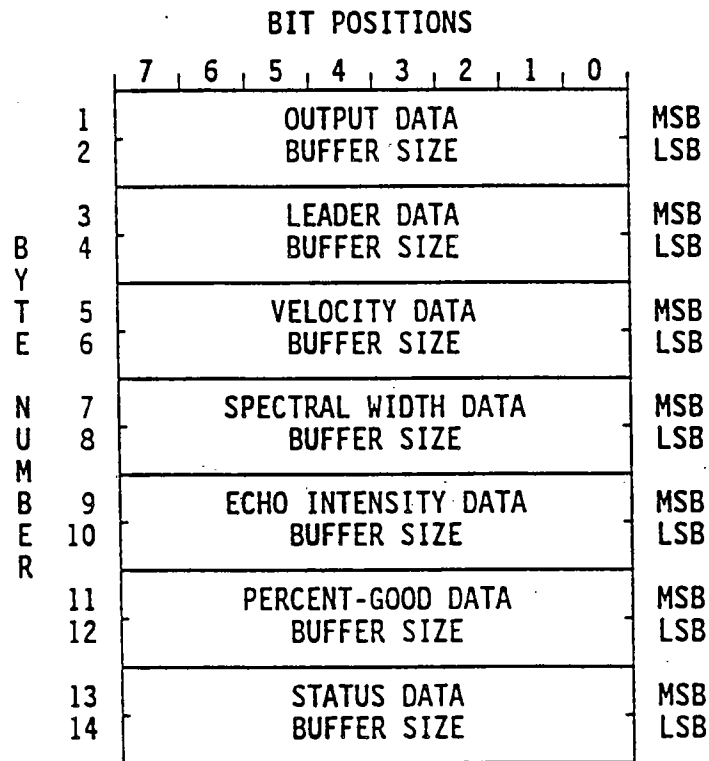 BIT POSITIONS
7 6 5 4 3 2 1 0
1 OUTPUT DATA MSB
2 BUFFER SIZE LSB
3 LEADER DATA MSB
4 BUFFER SIZE LSB
5 VELOCITY DATA MSB
6 BUFFER SIZE LSB
7 SPECTRAL WIDTH DATA MSB
8 BUFFER SIZE LSB
9 ECHO INTENSITY DATA MSB
10 BUFFER SIZE LSB
11 PERCENT-GOOD DATA MSB
12 BUFFER SIZE LSB
13 STATUS DATA MSB
14 BUFFER SIZE LSB
BYTE NUMBER